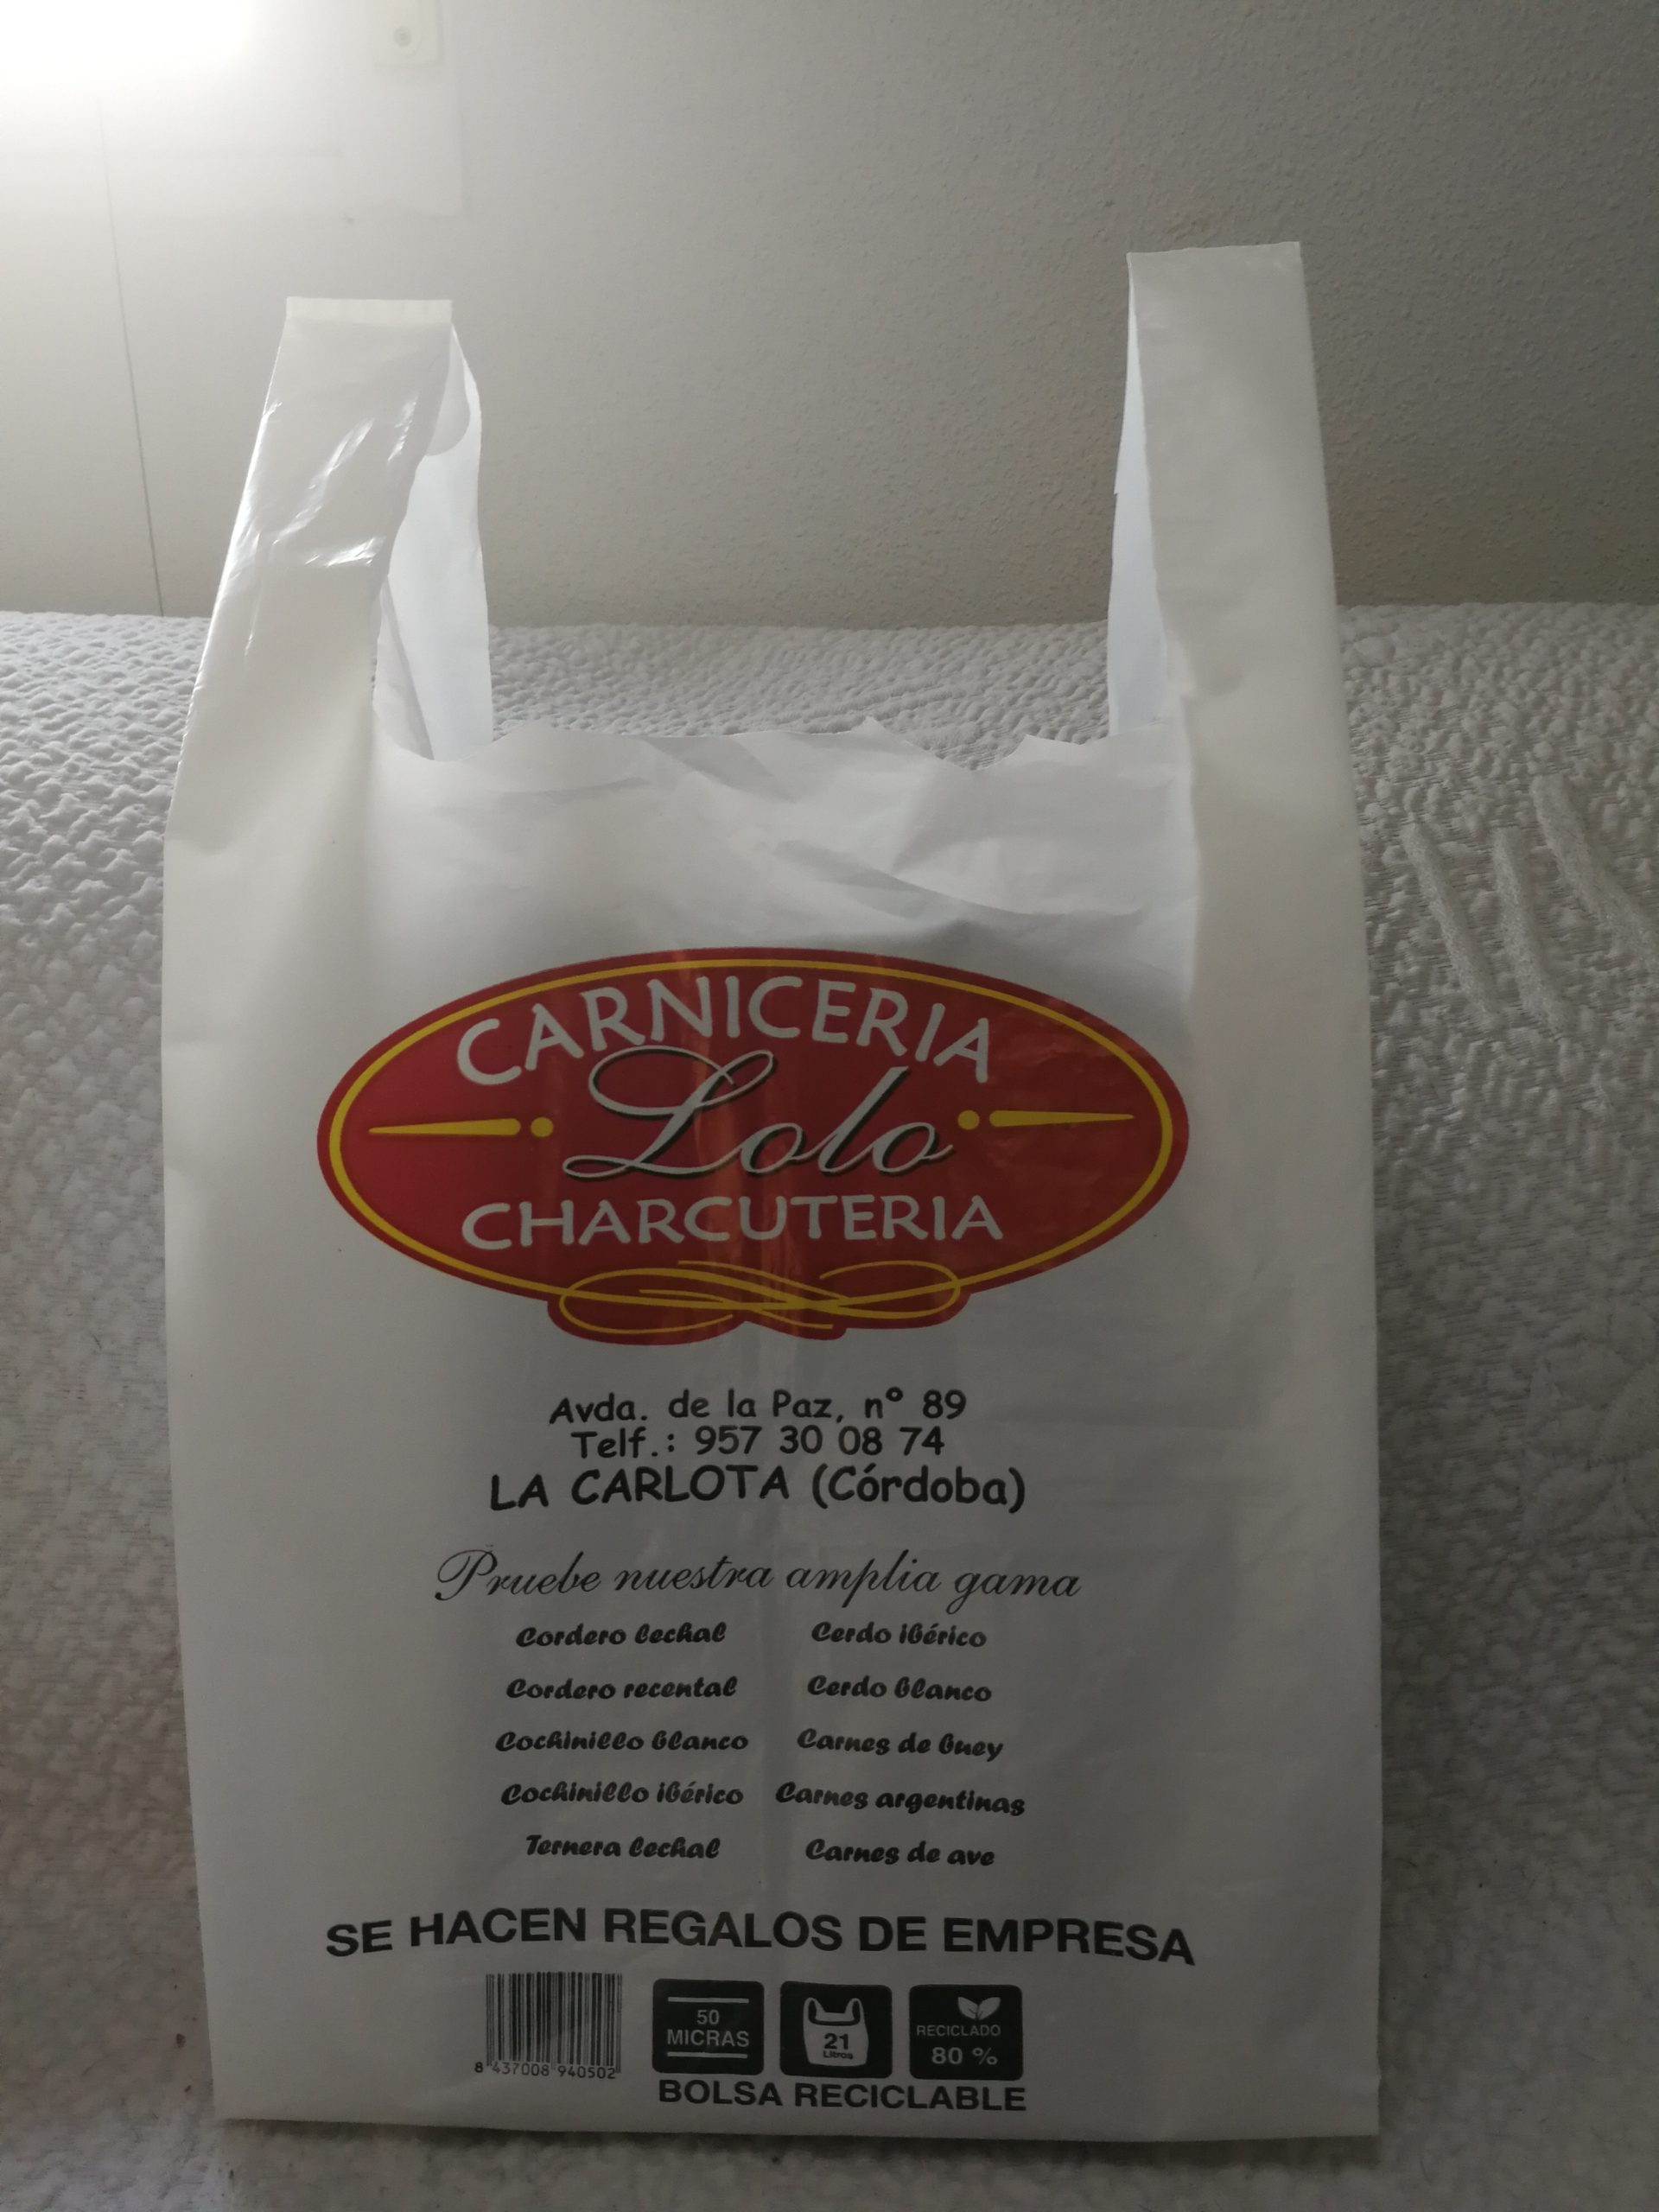 CARNICERIA
Lolo
CHARCUTERIA
Avda. de la Paz, nº 89
Telf.: 957 30 08 74
LA CARLOTA (Córdoba)
Pruebe nuestra amplia gama
Cordero lechal Cerdo ibérico
Cordero recental Cerdo blanco
Cochinillo blanco Carnes de buey
Cochinillo ibérico Carnes argentinas
Ternera lechal Carnes de ave
SE HACEN REGALOS DE EMPRESA
8 437008 940502
50
MICRAS
21
Litros
RECICLADO
80 %
BOLSA RECICLABLE